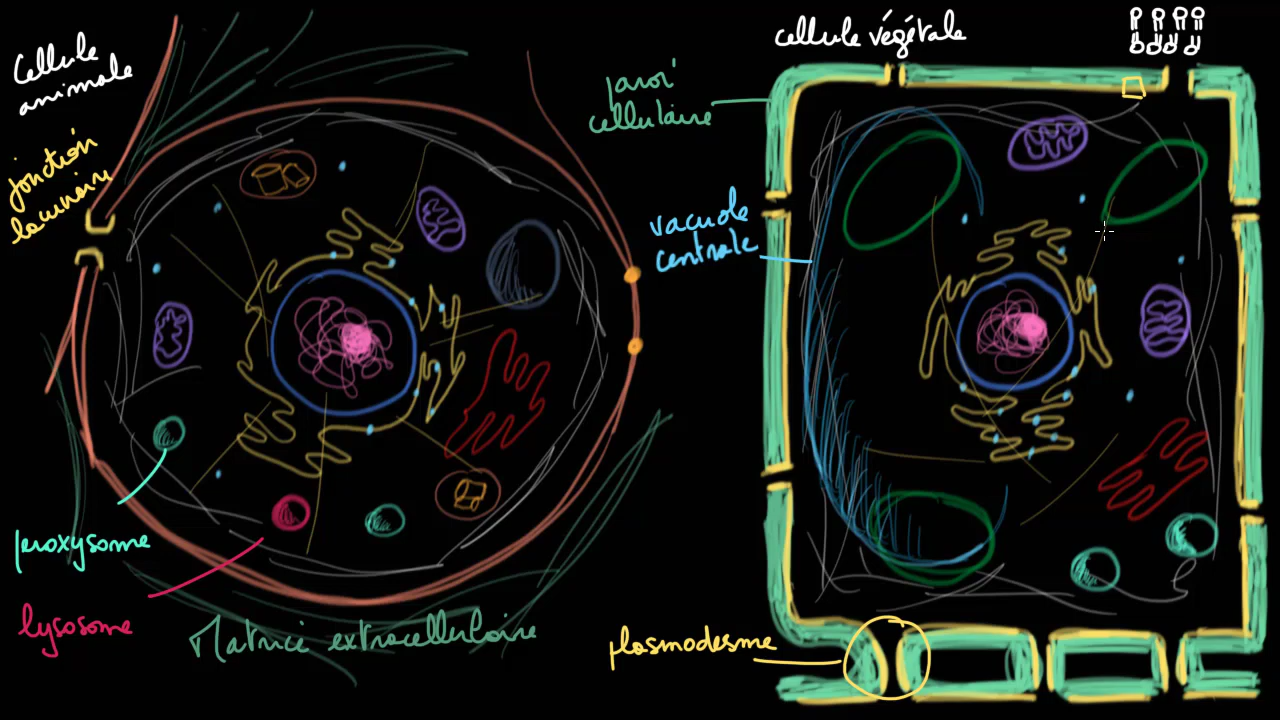 cellule
animale
jonction
lacunaire
peroxysome
lysosome
Matrice extracellulaire
cellule végétale
paroi
cellulaire
vacuole
centrale
plasmodesme